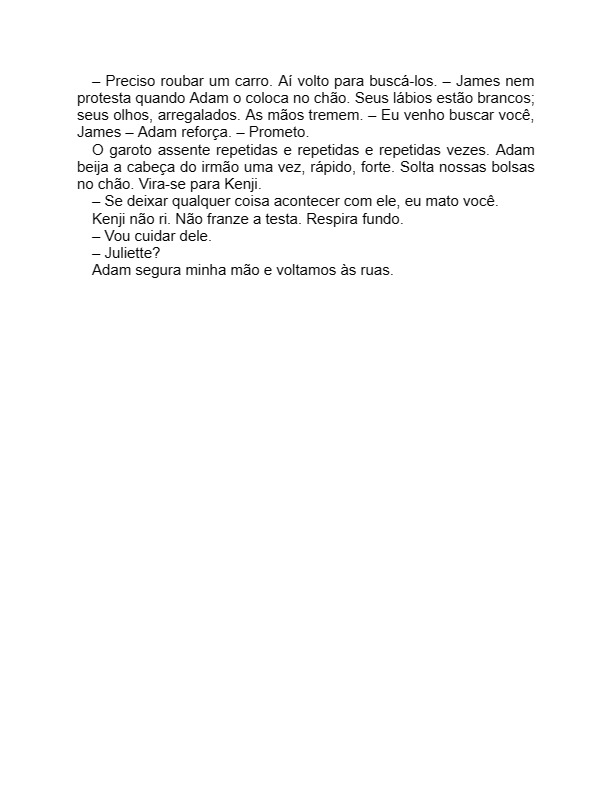 – Preciso roubar um carro. Aí volto para buscá-los. – James nem
protesta quando Adam o coloca no chão. Seus lábios estão brancos;
seus olhos, arregalados. As mãos tremem. – Eu venho buscar você,
James – Adam reforça. – Prometo.
O garoto assente repetidas e repetidas e repetidas vezes. Adam
beija a cabeça do irmão uma vez, rápido, forte. Solta nossas bolsas
no chão. Vira-se para Kenji.
– Se deixar qualquer coisa acontecer com ele, eu mato você.
Kenji não ri. Não franze a testa. Respira fundo.
– Vou cuidar dele.
– Juliette?
Adam segura minha mão e voltamos às ruas.